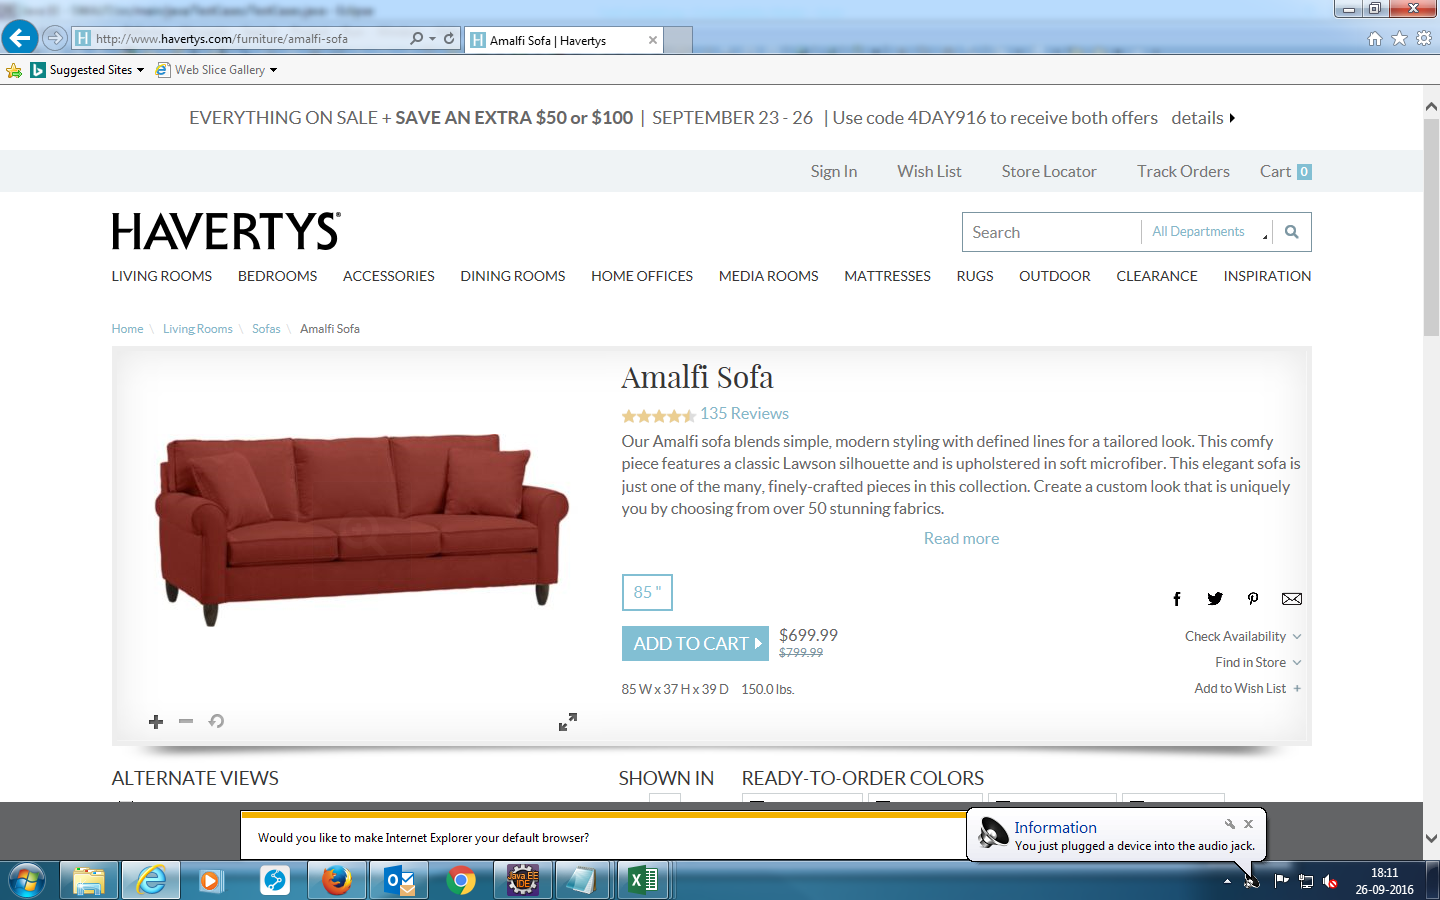 http://www.havertys.com/furniture/amalfi-sofa
Amalfi Sofa | Havertys
Suggested Sites
Web Slice Gallery
EVERYTHING ON SALE + SAVE AN EXTRA $50 or $100 | SEPTEMBER 23 - 26 | Use code 4DAY916 to receive both offers details
Sign In Wish List Store Locator Track Orders Cart 0
HAVERTYS®
Search All Departments
LIVING ROOMS BEDROOMS ACCESSORIES DINING ROOMS HOME OFFICES MEDIA ROOMS MATTRESSES RUGS OUTDOOR CLEARANCE INSPIRATION
Home \ Living Rooms \ Sofas \ Amalfi Sofa
Amalfi Sofa
135 Reviews
Our Amalfi sofa blends simple, modern styling with defined lines for a tailored look. This comfy
piece features a classic Lawson silhouette and is upholstered in soft microfiber. This elegant sofa is
just one of the many, finely-crafted pieces in this collection. Create a custom look that is uniquely
you by choosing from over 50 stunning fabrics.
Read more
85 "
ADD TO CART
$699.99
$799.99
85 W x 37 H x 39 D 150.0 lbs.
Check Availability
Find in Store
Add to Wish List +
ALTERNATE VIEWS
SHOWN IN
READY-TO-ORDER COLORS
Would you like to make Internet Explorer your default browser?
Information
You just plugged a device into the audio jack.
Java EE
IDE
18:11
26-09-2016